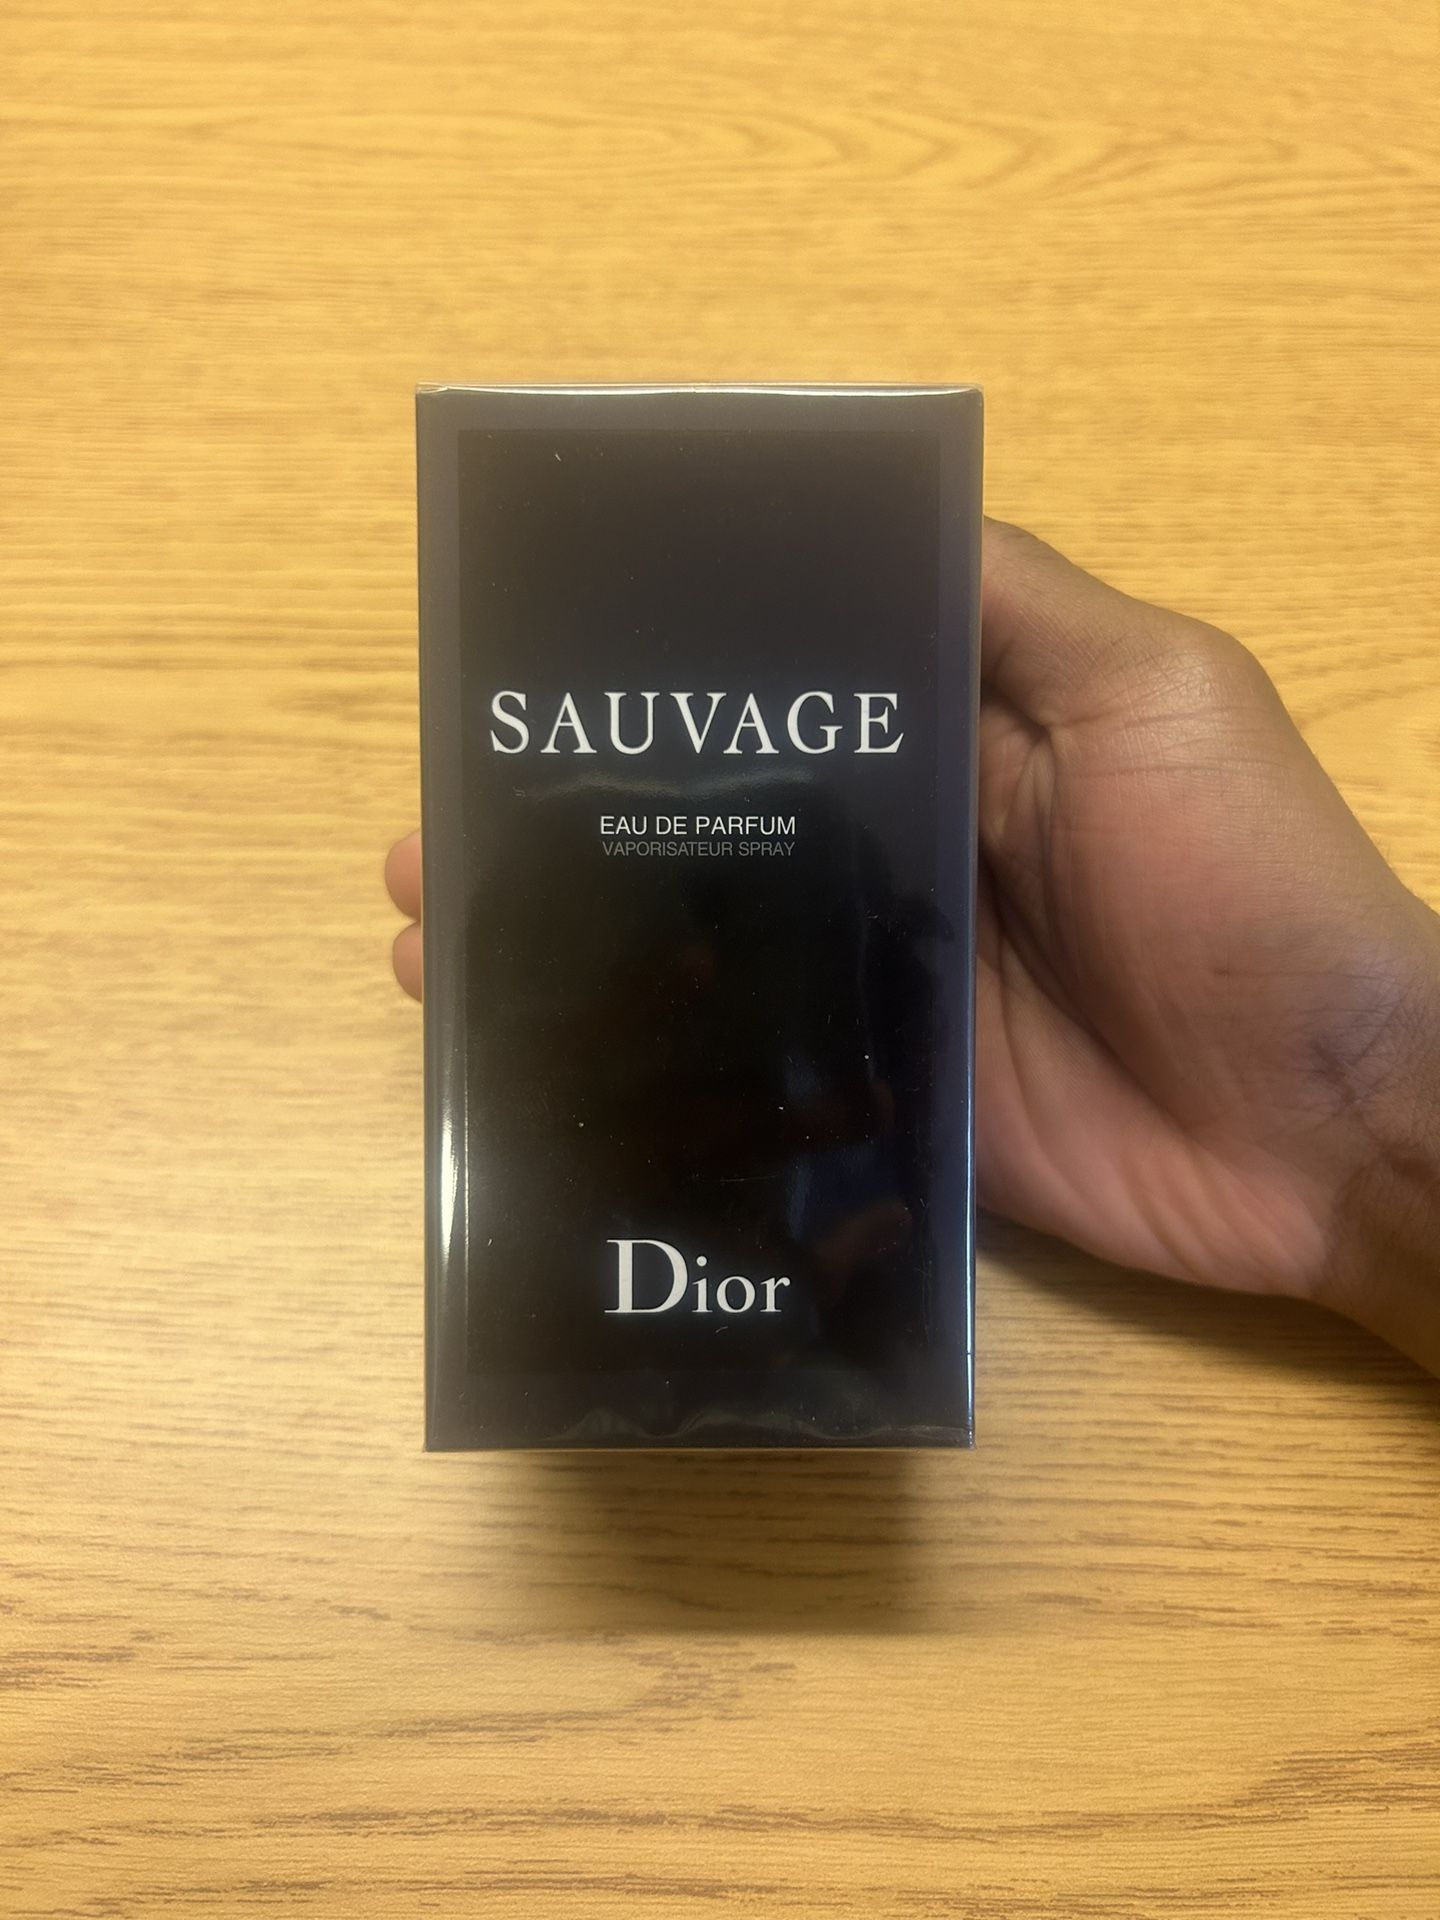 SAUVAGE
EAU DE PARFUM
VAPORISATEUR SPRAY
Dior